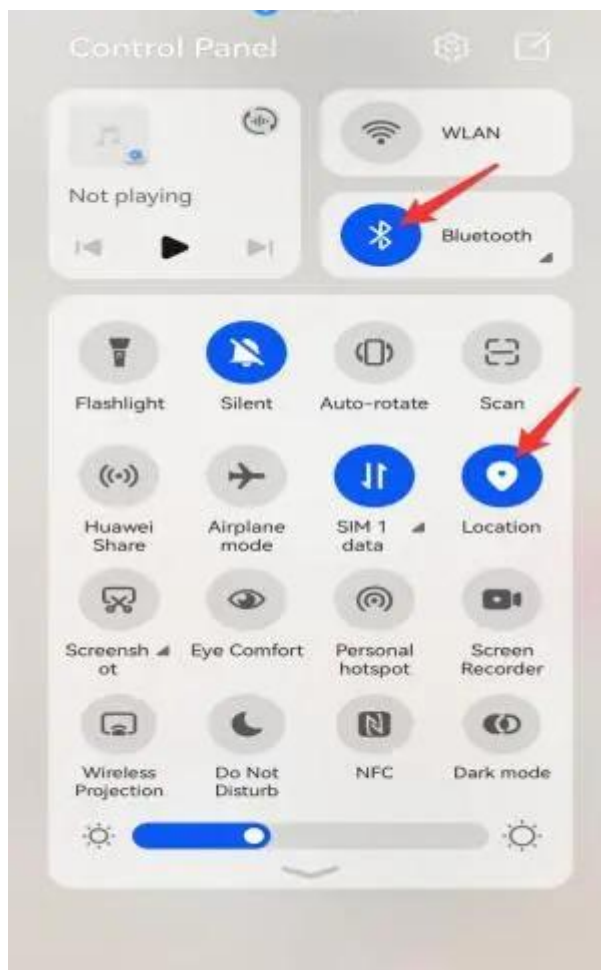 Control Panel
WLAN
Not playing
Bluetooth
Flashlight
Silent
Auto-rotate
Scan
Huawei
Share
Airplane
mode
SIM 1
data
Location
Screensh
ot
Eye Comfort
Personal
hotspot
Screen
Recorder
Wireless
Projection
Do Not
Disturb
NFC
Dark mode